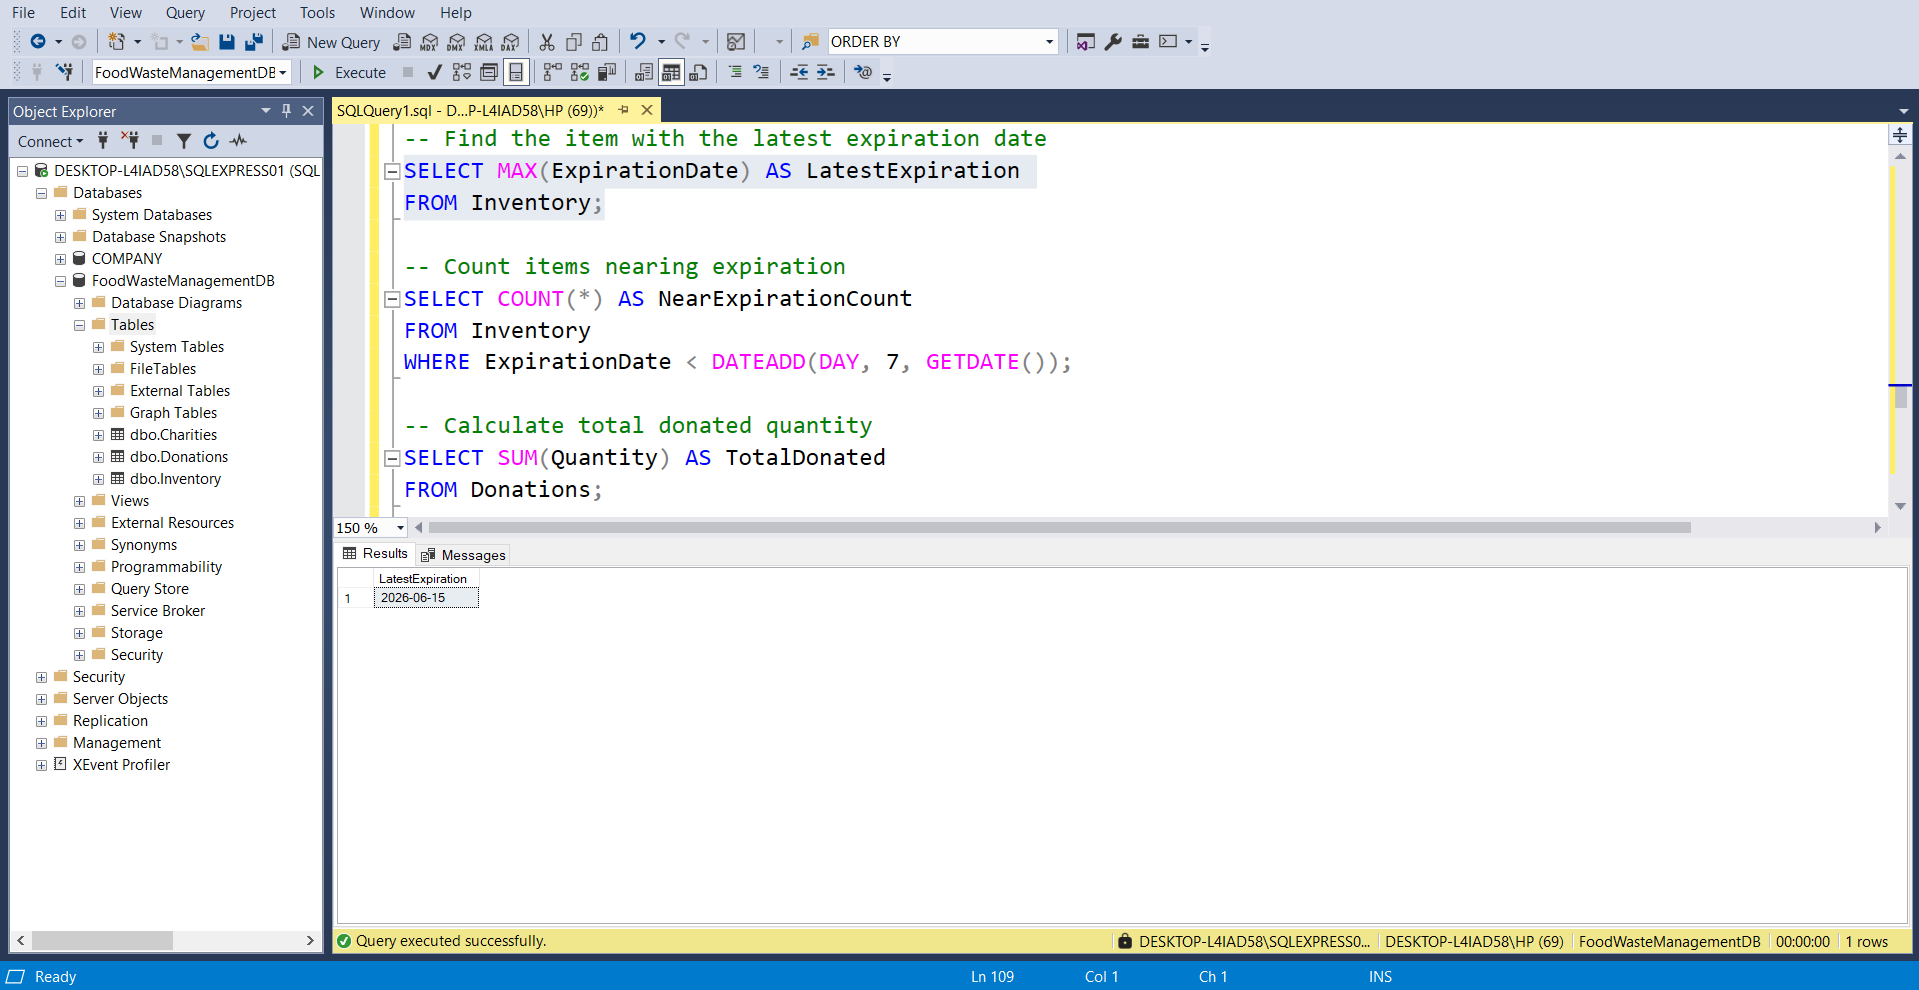 File Edit View Query Project Tools Window Help
New Query MDX DMX XMLA DAX ORDER BY
FoodWasteManagementDB Execute
Object Explorer
Connect
DESKTOP-L4IAD58\SQLEXPRESS01 (SQL
Databases
System Databases
Database Snapshots
COMPANY
FoodWasteManagementDB
Database Diagrams
Tables
System Tables
FileTables
External Tables
Graph Tables
dbo.Charities
dbo.Donations
dbo.Inventory
Views
External Resources
Synonyms
Programmability
Query Store
Service Broker
Storage
Security
Security
Server Objects
Replication
Management
XEvent Profiler
SQLQuery1.sql - D...P-L4IAD58\HP (69))*
-- Find the item with the latest expiration date
SELECT MAX(ExpirationDate) AS LatestExpiration
FROM Inventory;
-- Count items nearing expiration
SELECT COUNT(*) AS NearExpirationCount
FROM Inventory
WHERE ExpirationDate < DATEADD(DAY, 7, GETDATE());
-- Calculate total donated quantity
SELECT SUM(Quantity) AS TotalDonated
FROM Donations;
150 %
Results Messages
LatestExpiration
1 2026-06-15
Query executed successfully. DESKTOP-L4IAD58\SQLEXPRESS0... DESKTOP-L4IAD58\HP (69) FoodWasteManagementDB 00:00:00 1 rows
Ready Ln 109 Col 1 Ch 1 INS